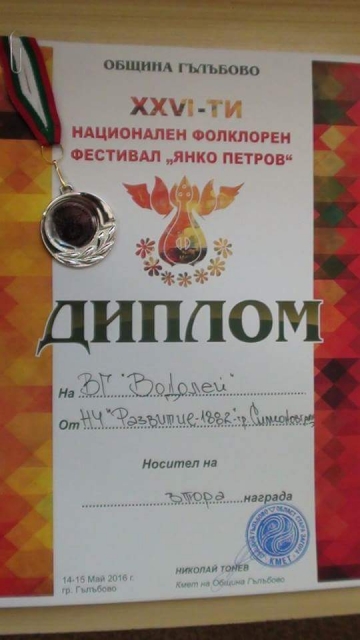 ОБЩИНА ГЪЛЪБОВО
XXVI-ТИ
НАЦИОНАЛЕН ФОЛКЛОРЕН
ФЕСТИВАЛ „ЯНКО ПЕТРОВ“
ДИПЛОМ
На ВГ "Водолей"
От НЧ "Развитие-1882" гр. Симеоновград
Носител на
втора награда
КМЕТ
НИКОЛАЙ ТОНЕВ
Кмет на Община Гълъбово
14-15 Май 2016 г.
гр. Гълъбово